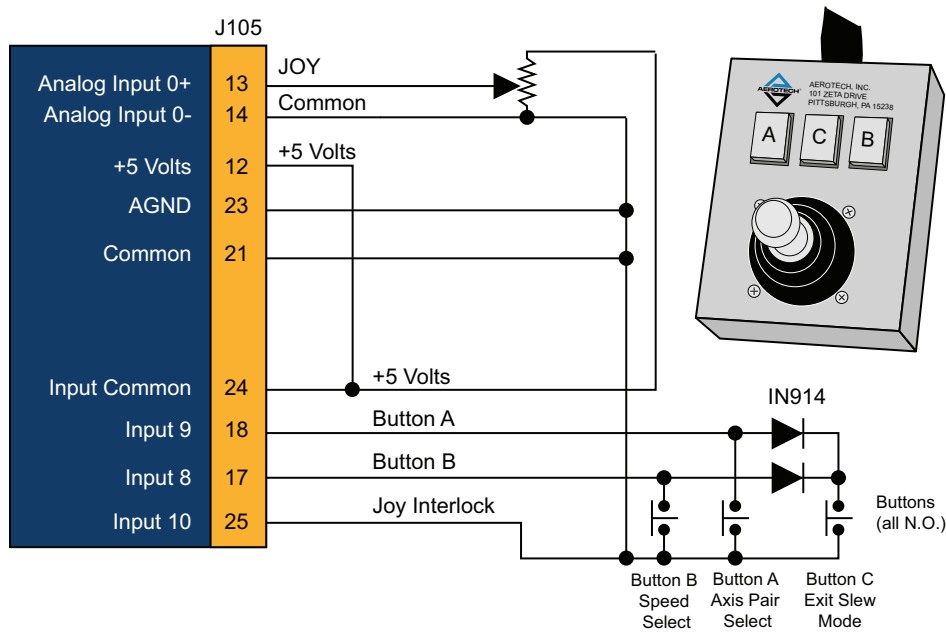 J105
Analog Input 0+ 13 JOY
Analog Input 0- 14 Common
+5 Volts 12 +5 Volts
AGND 23
Common 21
Input Common 24 +5 Volts
Input 9 18 Button A
Input 8 17 Button B
Input 10 25 Joy Interlock
IN914
Buttons
(all N.O.)
Button B
Speed
Select
Button A
Axis Pair
Select
Button C
Exit Slew
Mode
AEROTECH
AEROTECH, INC.
101 ZETA DRIVE
PITTSBURGH, PA 15238
A C B